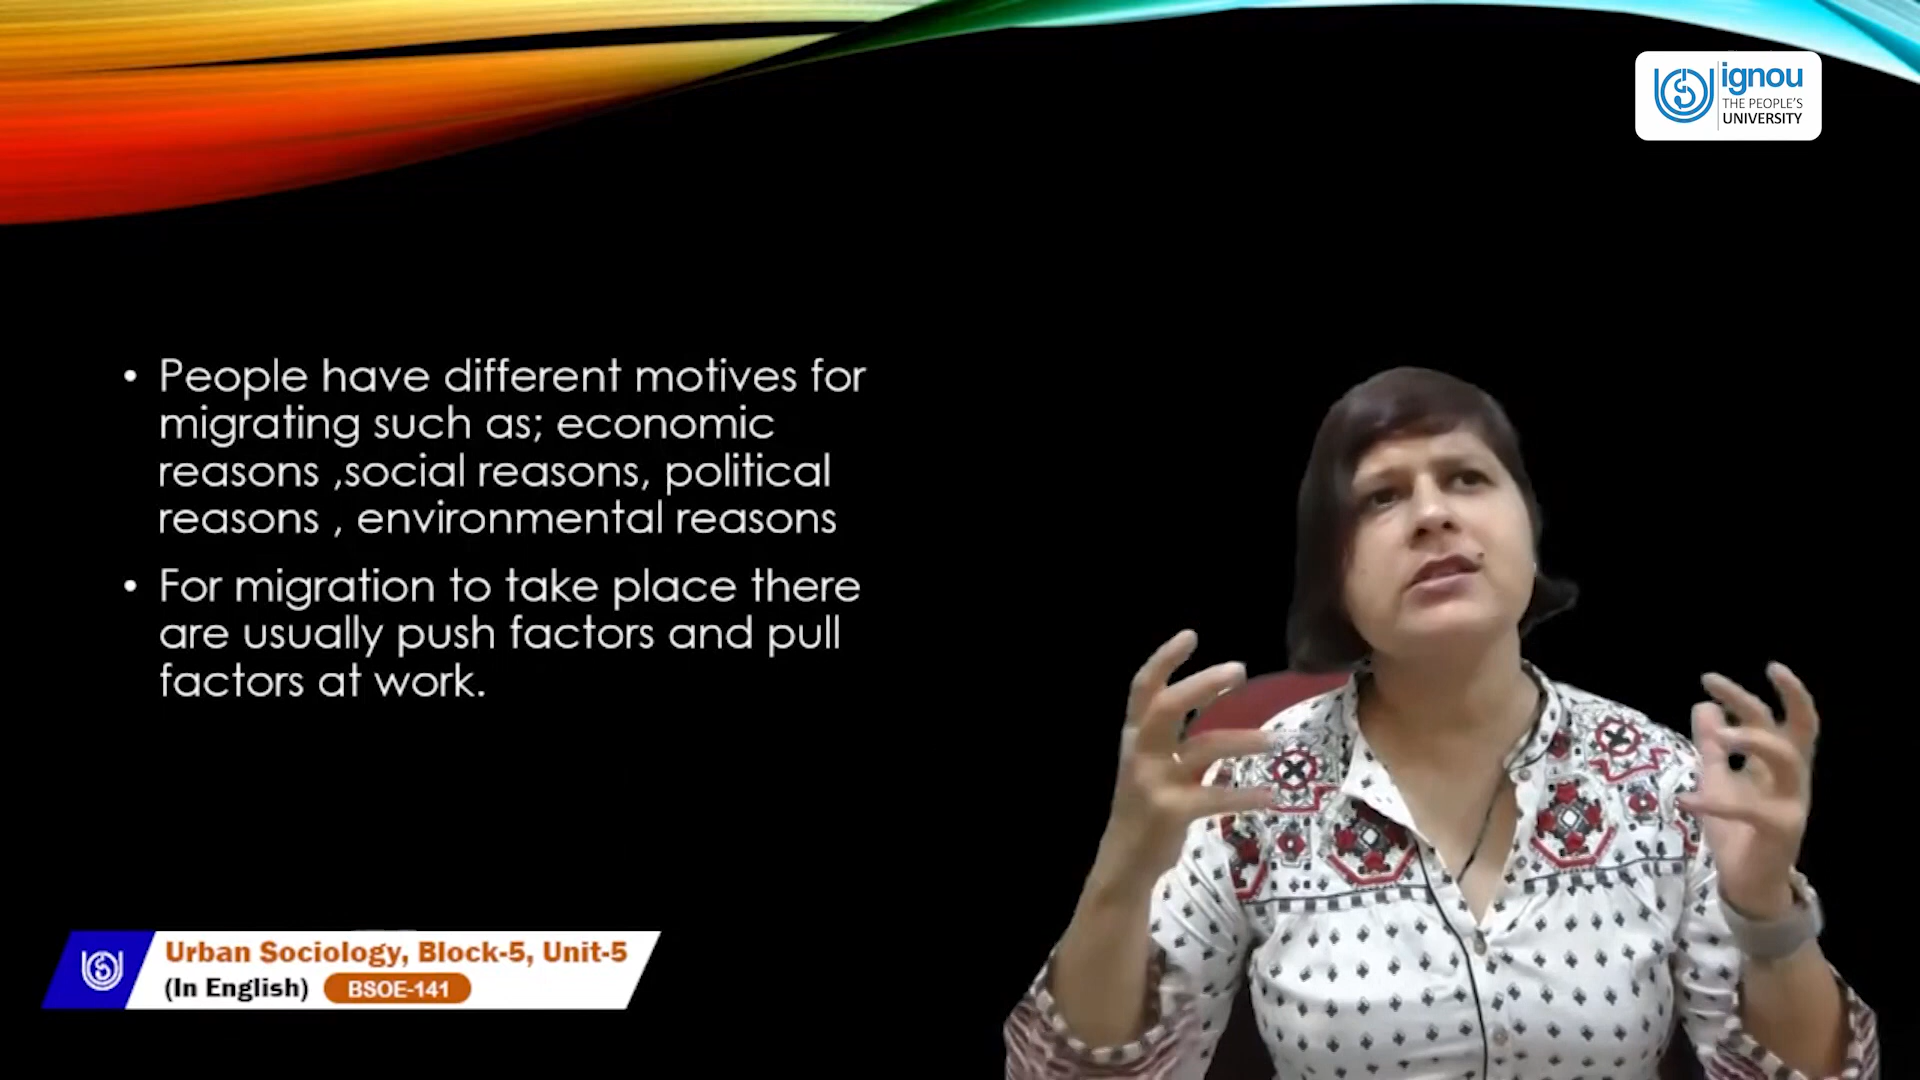 ignou
THE PEOPLE'S
UNIVERSITY
• People have different motives for
migrating such as; economic
reasons ,social reasons, political
reasons , environmental reasons
• For migration to take place there
are usually push factors and pull
factors at work.
Urban Sociology, Block-5, Unit-5
(In English) BSOE-141